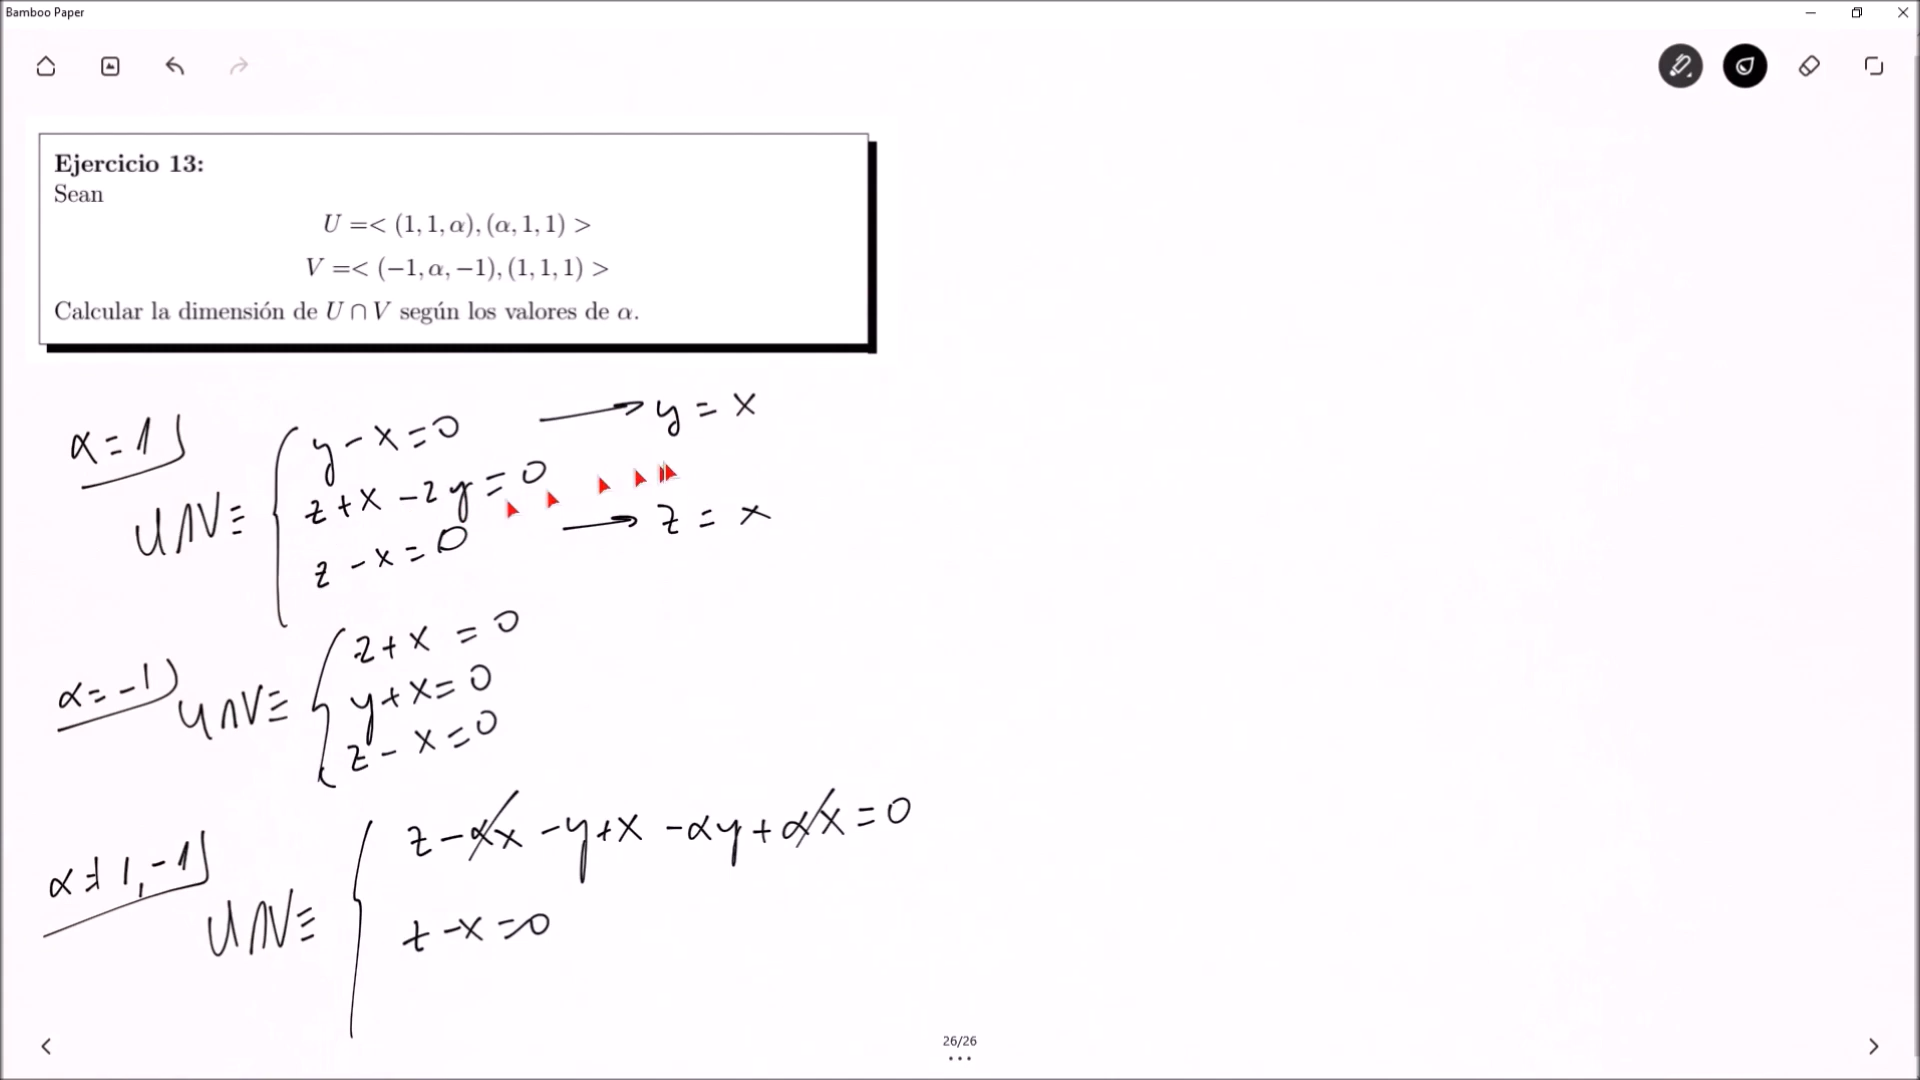 Bamboo Paper
Ejercicio 13:
Sean
U =< (1, 1, α), (α, 1, 1) >
V =< (−1, α, −1), (1, 1, 1) >
Calcular la dimensión de U ∩ V según los valores de α.
α = 1)
U∩V ≡
y - x = 0 → y = x
z + x - 2y = 0
z - x = 0 → z = x
α = -1)
U∩V ≡
z + x = 0
y + x = 0
z - x = 0
α ≠ 1, -1)
U∩V ≡
z - αx - y + x - αy + αx = 0
z - x = 0
26/26